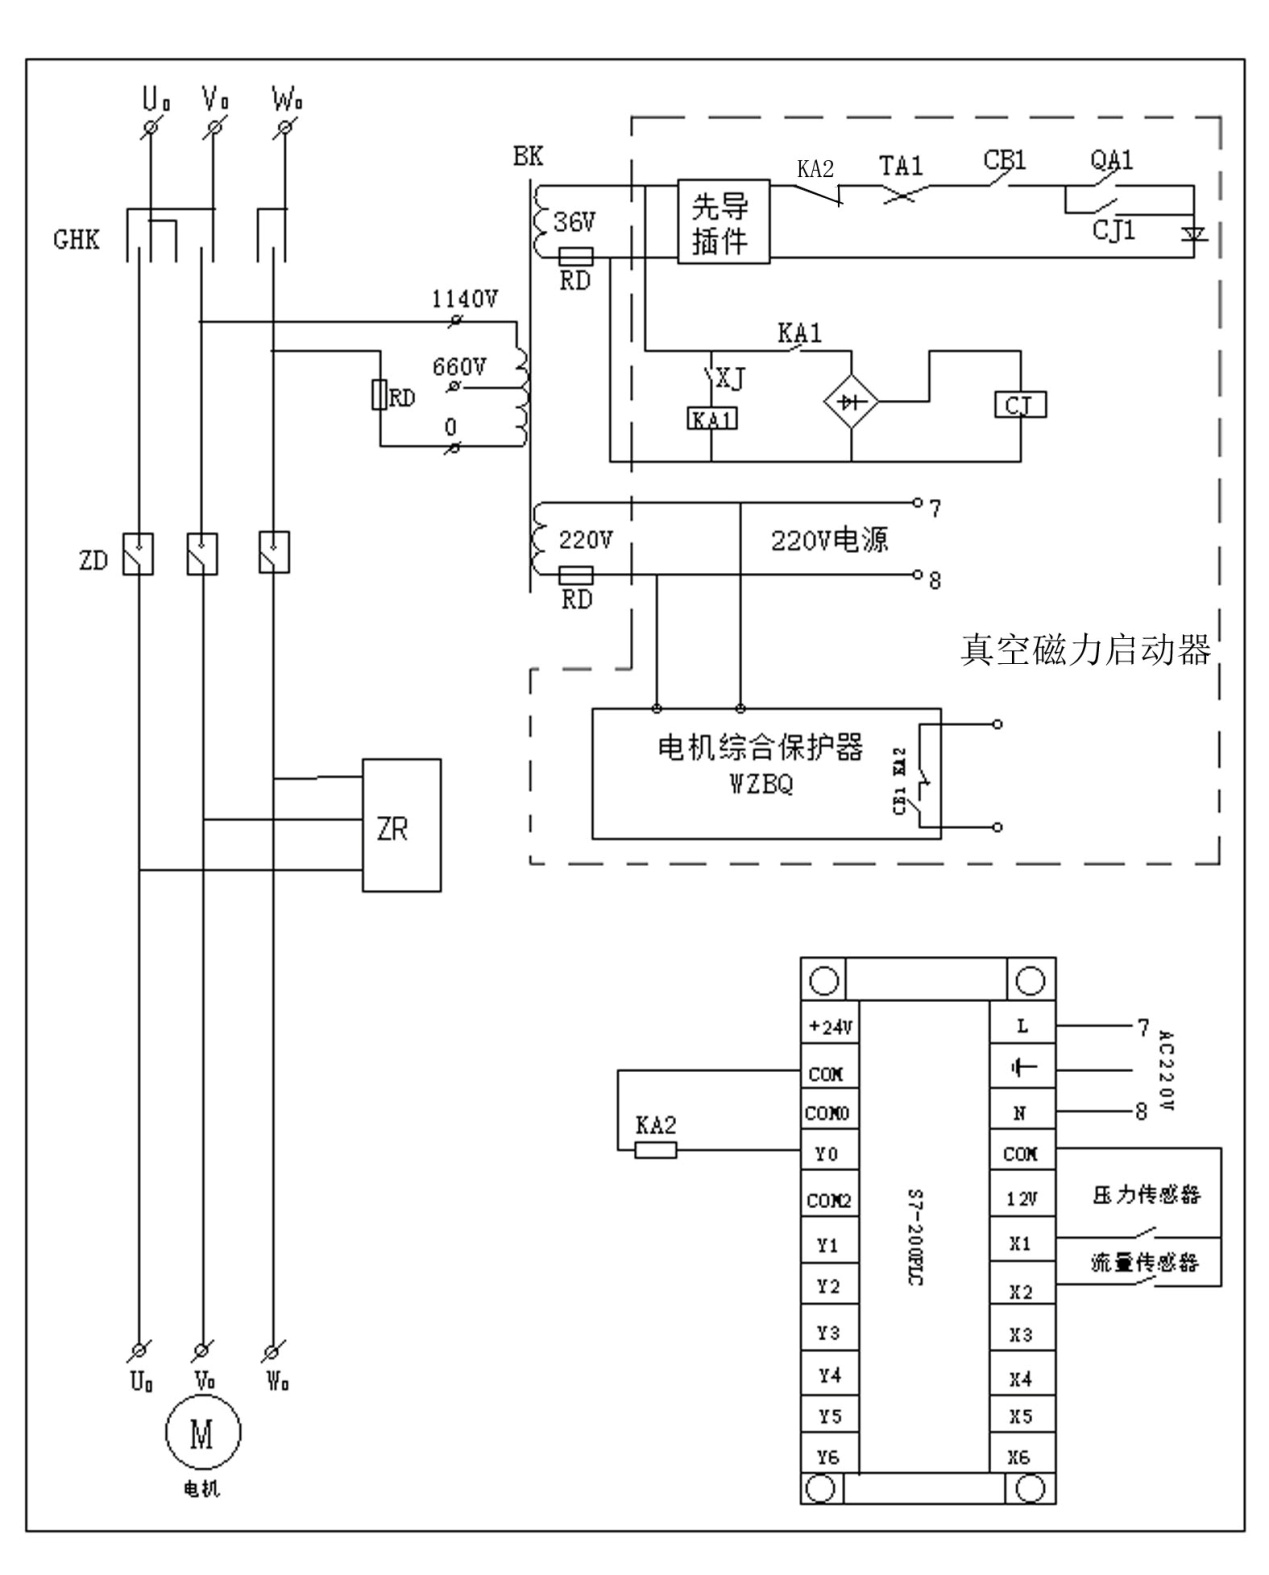 U0 V0 W0
GHK
BK
36V
RD
先导
插件
KA2
TA1
CB1
QA1
CJ1
1140V
660V
RD
0
KA1
XJ
KA1
CJ
ZD
220V
RD
7
220V电源
8
真空磁力启动器
电机综合保护器
WZBQ
CB1 KA2
ZR
U0 V0 W0
M
电机
KA2
+24V
COM
COM0
Y0
COM2
Y1
Y2
Y3
Y4
Y5
Y6
S7-200PLC
L
N
COM
12V
X1
X2
X3
X4
X5
X6
7
8
AC220V
压力传感器
流量传感器